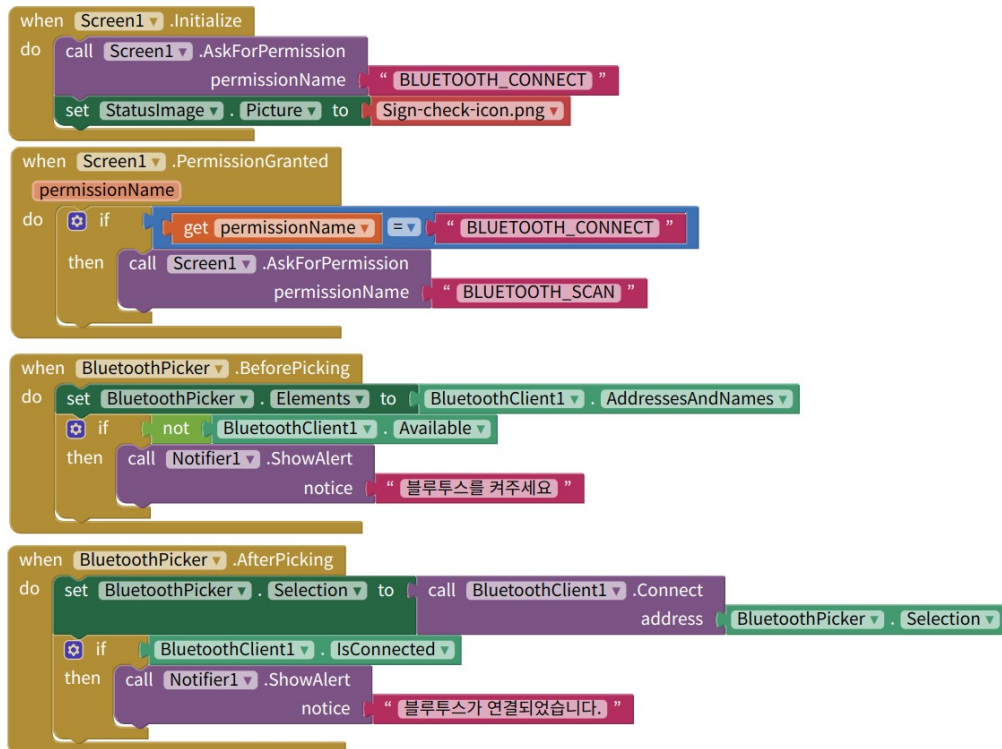 when Screen1 .Initialize
do call Screen1 .AskForPermission
permissionName " BLUETOOTH_CONNECT "
set StatusImage . Picture to Sign-check-icon.png
when Screen1 .PermissionGranted
permissionName
do if get permissionName = " BLUETOOTH_CONNECT "
then call Screen1 .AskForPermission
permissionName " BLUETOOTH_SCAN "
when BluetoothPicker .BeforePicking
do set BluetoothPicker . Elements to BluetoothClient1 . AddressesAndNames
if not BluetoothClient1 . Available
then call Notifier1 .ShowAlert
notice " 블루투스를 켜주세요 "
when BluetoothPicker .AfterPicking
do set BluetoothPicker . Selection to call BluetoothClient1 .Connect
address BluetoothPicker . Selection
if BluetoothClient1 . IsConnected
then call Notifier1 .ShowAlert
notice " 블루투스가 연결되었습니다. "